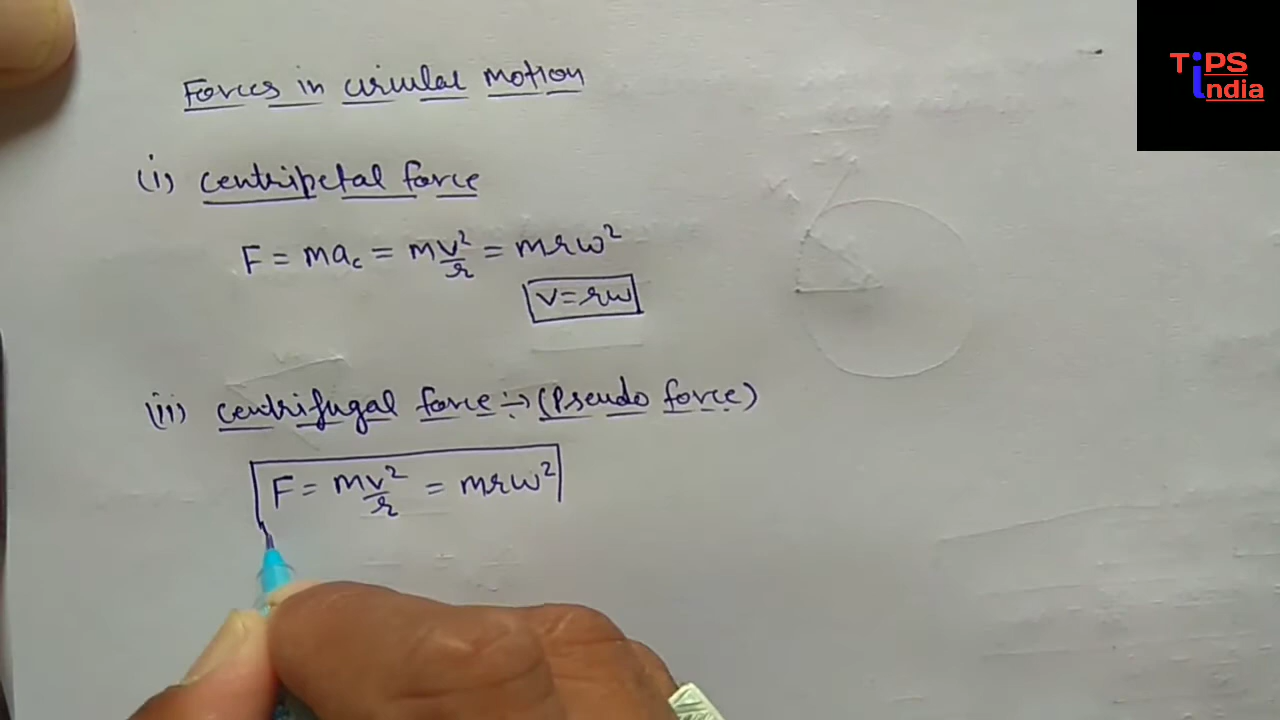 Forces in circular motion
TiPS
india
(i) centripetal force
F = mac = mv²/r = mrω²
v=rω
(ii) centrifugal force :→ (Pseudo force)
F = mv²/r = mrω²